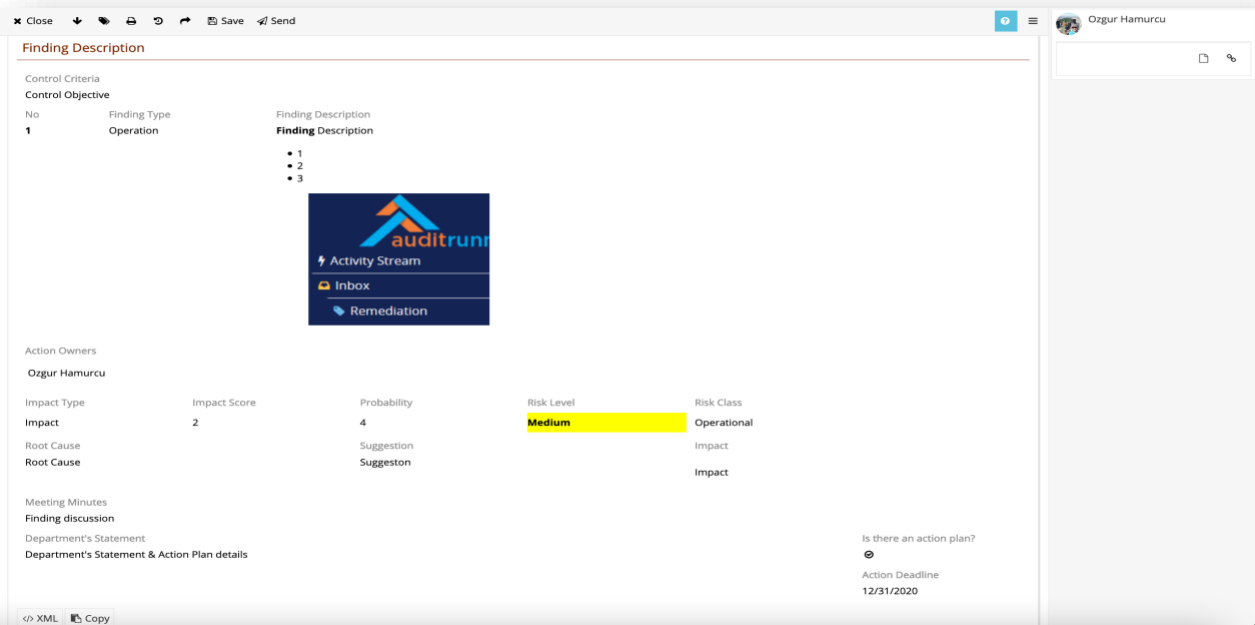 Close Save Send
Ozgur Hamurcu
Finding Description
Control Criteria
Control Objective
No Finding Type Finding Description
1 Operation Finding Description
1
2
3
auditrunr
Activity Stream
Inbox
Remediation
Action Owners
Ozgur Hamurcu
Impact Type Impact Score Probability Risk Level Risk Class
Impact 2 4 Medium Operational
Root Cause Suggestion Impact
Root Cause Suggeston
Impact
Meeting Minutes
Finding discussion
Department's Statement Is there an action plan?
Department's Statement & Action Plan details
Action Deadline
12/31/2020
</> XML Copy